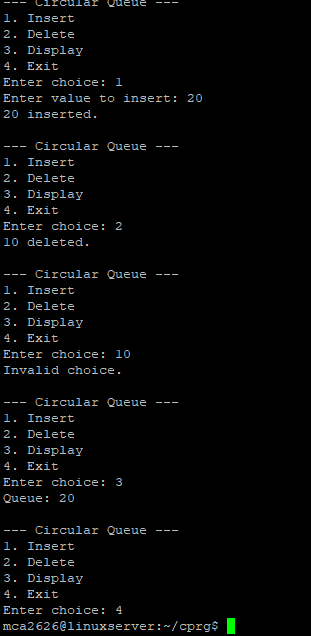 --- Circular Queue ---
1. Insert
2. Delete
3. Display
4. Exit
Enter choice: 1
Enter value to insert: 20
20 inserted.
--- Circular Queue ---
1. Insert
2. Delete
3. Display
4. Exit
Enter choice: 2
10 deleted.
--- Circular Queue ---
1. Insert
2. Delete
3. Display
4. Exit
Enter choice: 10
Invalid choice.
--- Circular Queue ---
1. Insert
2. Delete
3. Display
4. Exit
Enter choice: 3
Queue: 20
--- Circular Queue ---
1. Insert
2. Delete
3. Display
4. Exit
Enter choice: 4
mca2626@linuxserver:~/cprg$